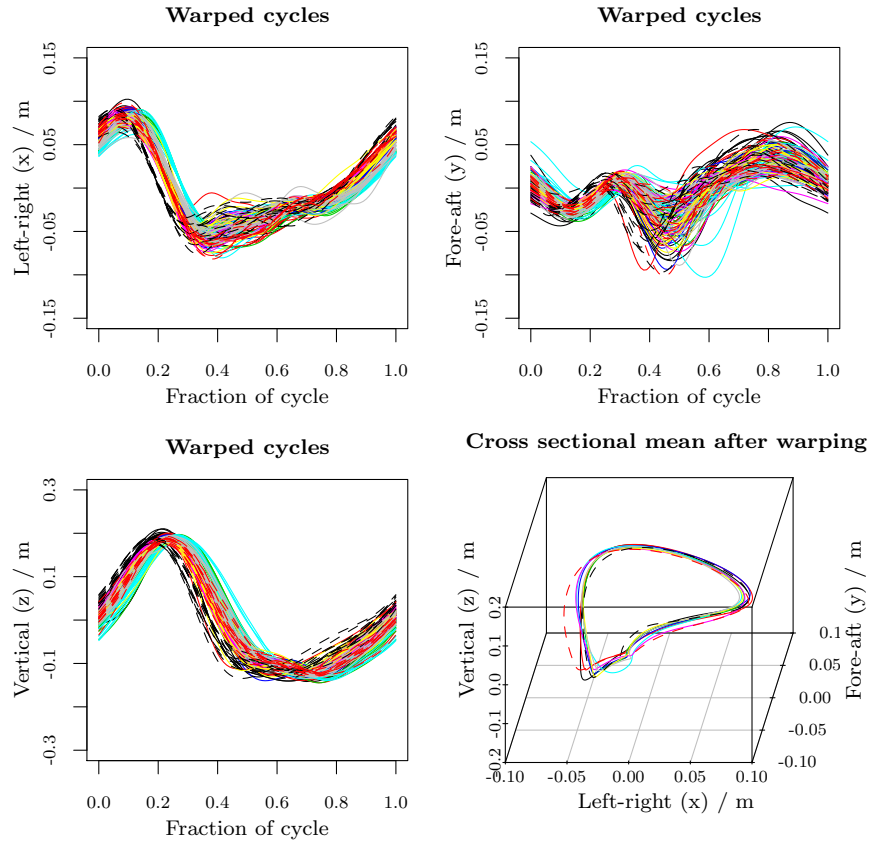 Warped cycles
0.15
0.05
-0.05
-0.15
Left-right (x) / m
0.0 0.2 0.4 0.6 0.8 1.0
Fraction of cycle
Warped cycles
0.15
0.05
-0.05
-0.15
Fore-aft (y) / m
0.0 0.2 0.4 0.6 0.8 1.0
Fraction of cycle
Warped cycles
0.3
0.1
-0.1
-0.3
Vertical (z) / m
0.0 0.2 0.4 0.6 0.8 1.0
Fraction of cycle
Cross sectional mean after warping
0.2
0.1
0.0
-0.1
-0.2
Vertical (z) / m
0.10
0.05
0.00
-0.05
-0.10
Fore-aft (y) / m
-0.10 -0.05 0.00 0.05 0.10
Left-right (x) / m